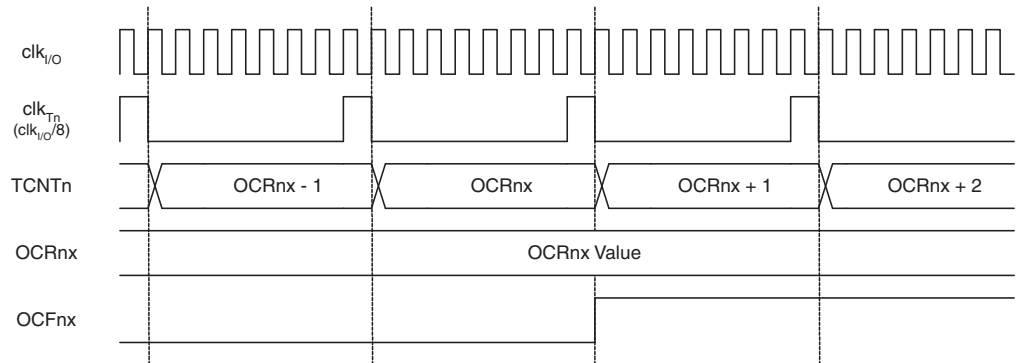 clkI/O
clkTn
(clkI/O/8)
TCNTn OCRnx - 1 OCRnx OCRnx + 1 OCRnx + 2
OCRnx OCRnx Value
OCFnx